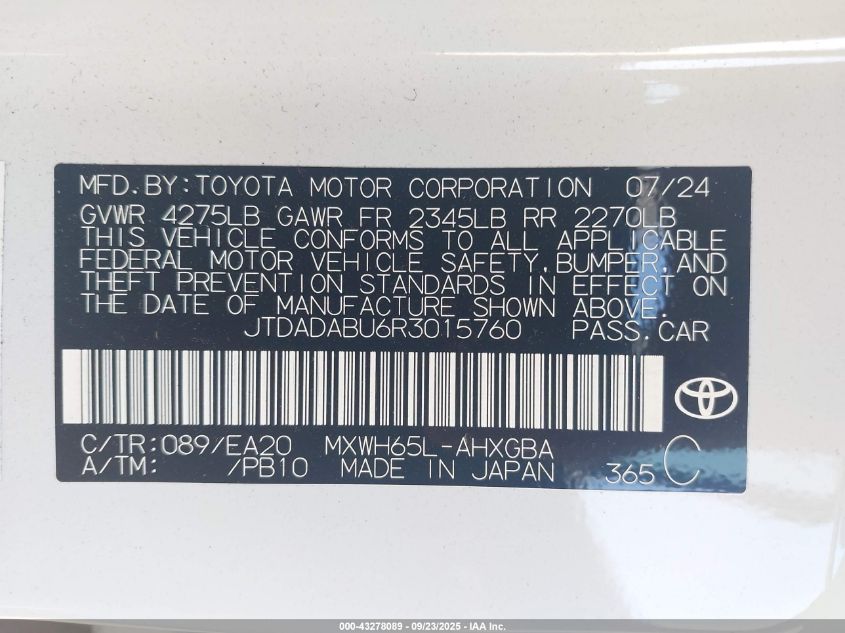 MFD.BY:TOYOTA MOTOR CORPORATION 07/24
GVWR 4275LB GAWR FR 2345LB RR 2270LB
THIS VEHICLE CONFORMS TO ALL APPLICABLE
FEDERAL MOTOR VEHICLE SAFETY,BUMPER,AND
THEFT PREVENTION STANDARDS IN EFFECT ON
THE DATE OF MANUFACTURE SHOWN ABOVE.
JTDADABU6R3015760 PASS.CAR
C/TR:089/EA20 MXWH65L-AHXGBA
A/TM: /PB10 MADE IN JAPAN 365 C
000-43278089 - 09/23/2025 - IAA Inc.